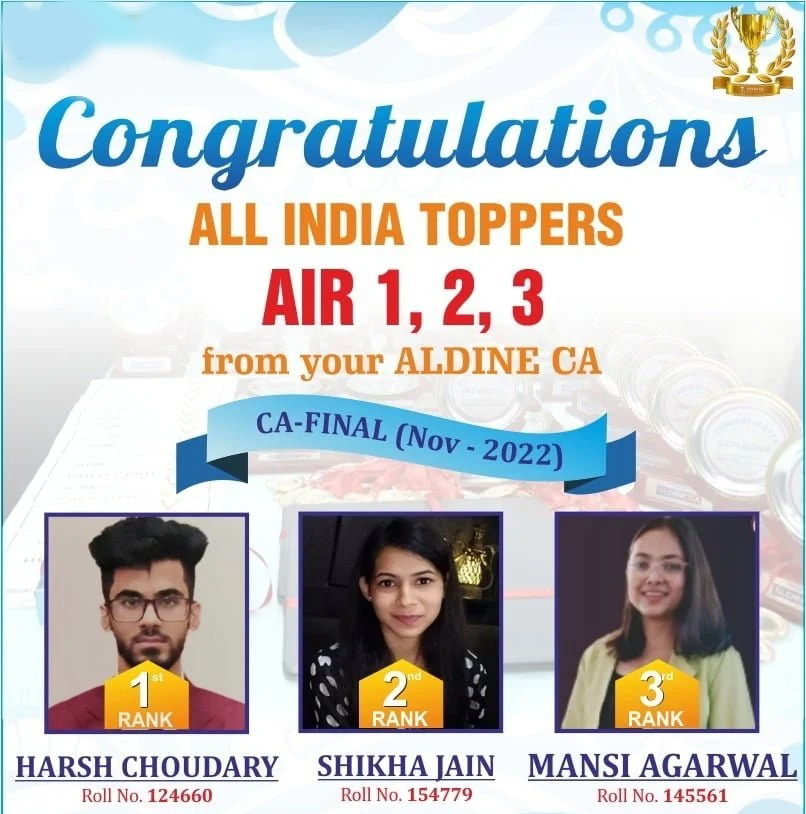 Congratulations
ALL INDIA TOPPERS
AIR 1, 2, 3
from your ALDINE CA
CA-FINAL (Nov - 2022)
1st
RANK
2nd
RANK
3rd
RANK
HARSH CHOUDARY
Roll No. 124660
SHIKHA JAIN
Roll No. 154779
MANSI AGARWAL
Roll No. 145561